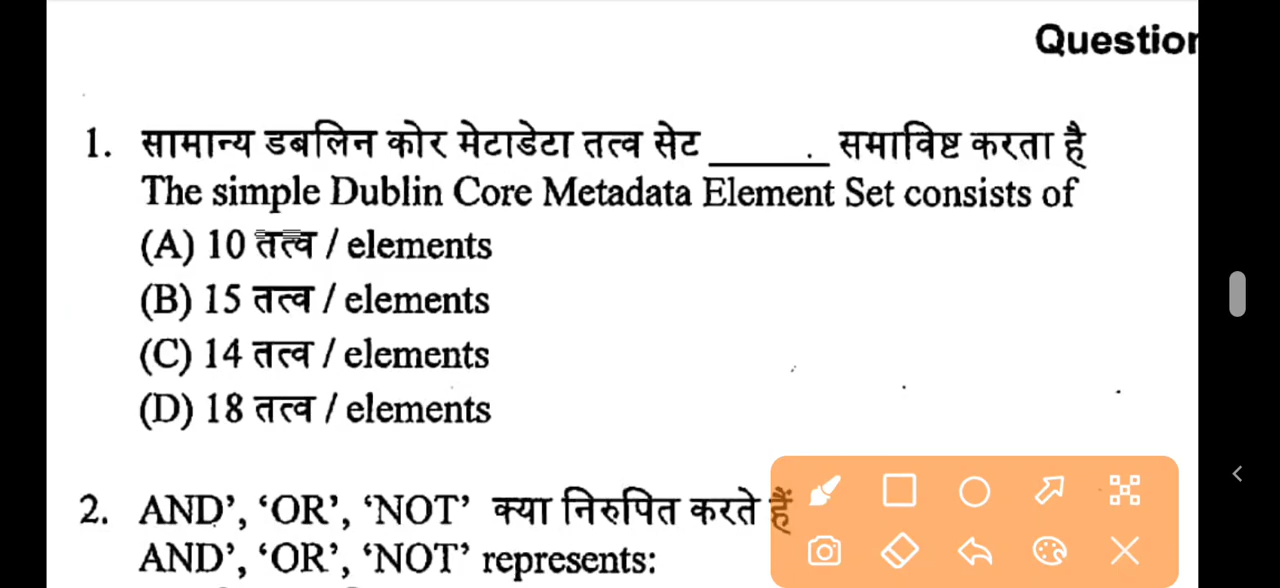 Question
1. सामान्य डबलिन कोर मेटाडेटा तत्व सेट ______ समाविष्ट करता है
The simple Dublin Core Metadata Element Set consists of
(A) 10 तत्व / elements
(B) 15 तत्व / elements
(C) 14 तत्व / elements
(D) 18 तत्व / elements
2. AND’, ‘OR’, ‘NOT’ क्या निरुपित करते हैं
AND’, ‘OR’, ‘NOT’ represents: